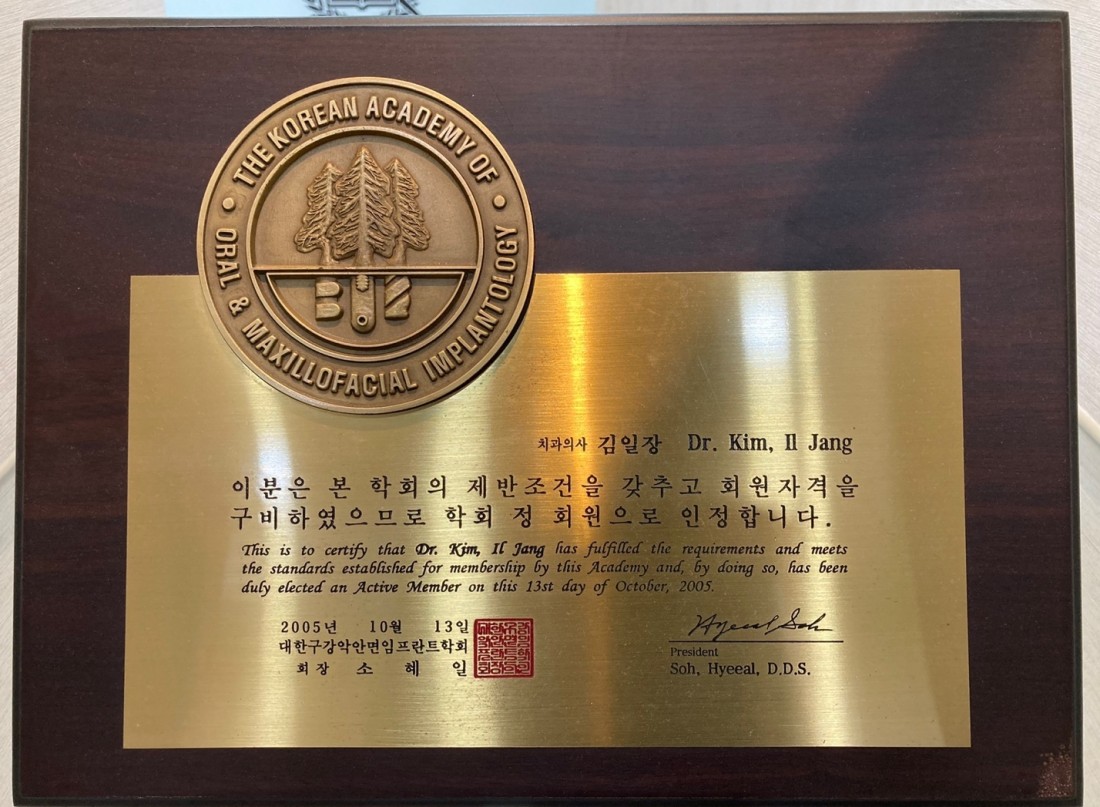 THE KOREAN ACADEMY OF
ORAL & MAXILLOFACIAL IMPLANTOLOGY
치과의사 김일장 Dr. Kim, Il Jang
이분은 본 학회의 제반조건을 갖추고 회원자격을
구비하였으므로 학회 정 회원으로 인정합니다.
This is to certify that Dr. Kim, Il Jang has fulfilled the requirements and meets
the standards established for membership by this Academy and, by doing so, has been
duly elected an Active Member on this 13st day of October, 2005.
2005년 10월 13일
대한구강악안면임프란트학회
회장 소혜일
Hyeeal Soh
President
Soh, Hyeeal, D.D.S.